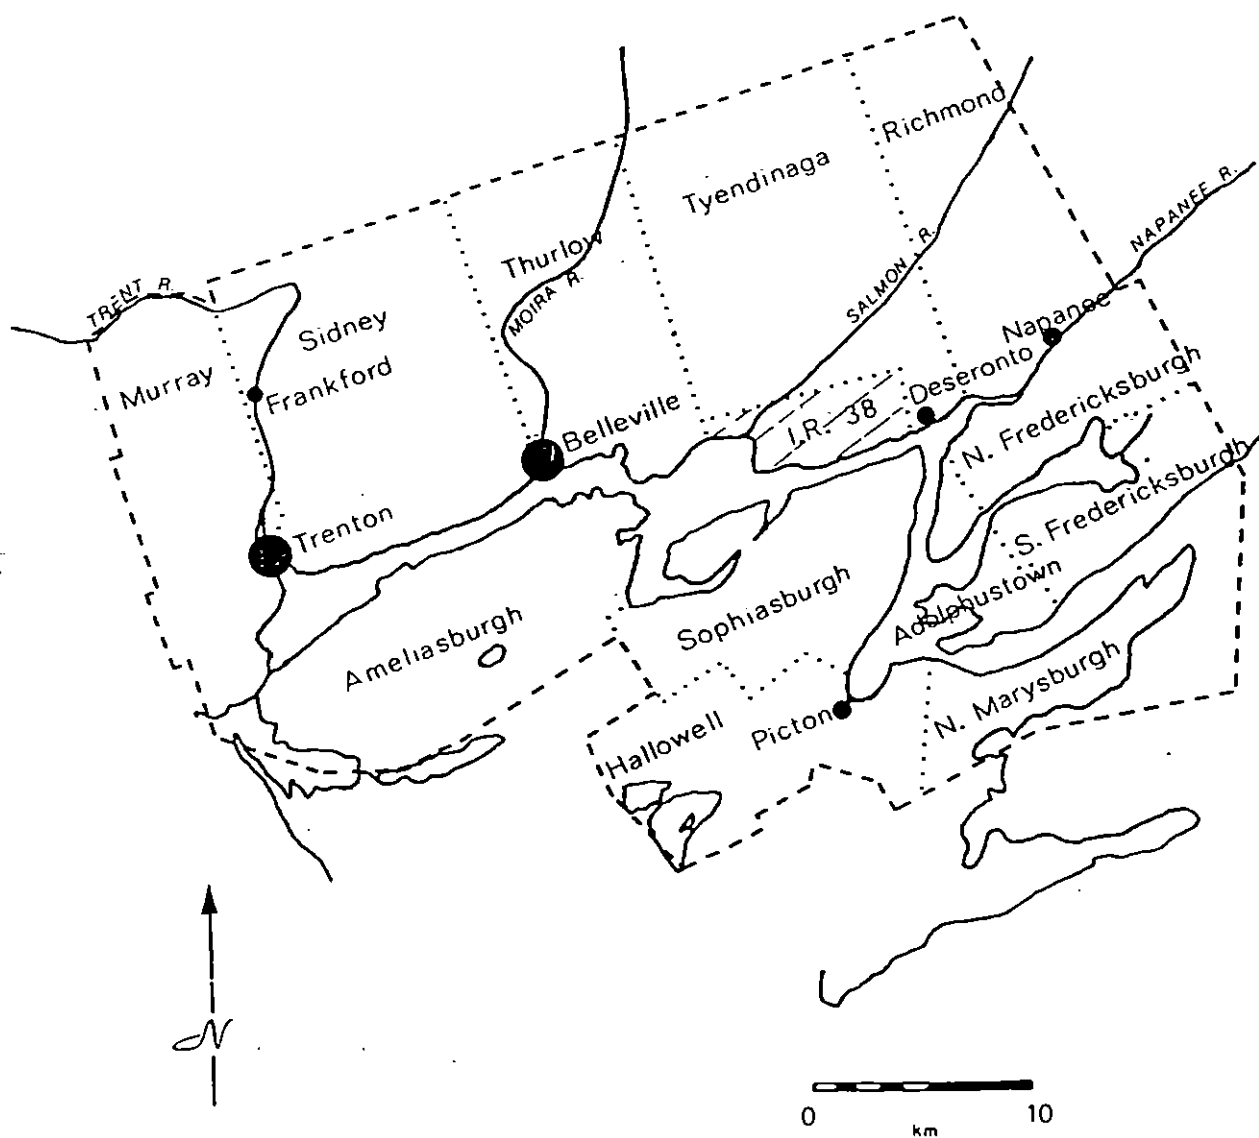 Richmond
Tyendinaga
NAPANEE R.
Thurlow
SALMON R.
MOIRA R.
TRENT R.
Sidney
Napanee
Murray
Frankford
Deseronto
I.R. 38
Belleville
N. Fredericksburgh
S. Fredericksburgh
Trenton
Sophiasburgh
Adolphustown
Ameliasburgh
N. Marysburgh
Hallowell
Picton
N
0 10
km